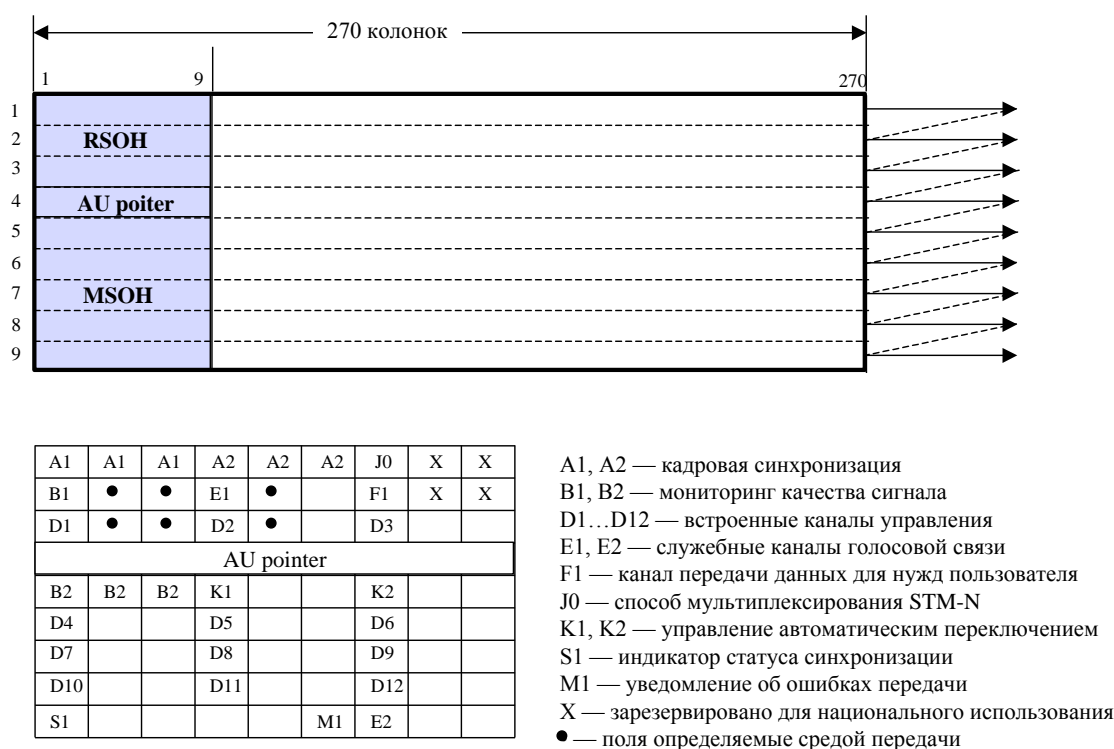 270 колонок
1 9 270
1
2 RSOH
3
4 AU poiter
5
6
7 MSOH
8
9
A1 A1 A1 A2 A2 A2 J0 X X
B1 ● ● E1 ● F1 X X
D1 ● ● D2 ● D3
AU pointer
B2 B2 B2 K1 K2
D4 D5 D6
D7 D8 D9
D10 D11 D12
S1 M1 E2
A1, A2 — кадровая синхронизация
B1, B2 — мониторинг качества сигнала
D1…D12 — встроенные каналы управления
E1, E2 — служебные каналы голосовой связи
F1 — канал передачи данных для нужд пользователя
J0 — способ мультиплексирования STM-N
K1, K2 — управление автоматическим переключением
S1 — индикатор статуса синхронизации
M1 — уведомление об ошибках передачи
X — зарезервировано для национального использования
● — поля определяемые средой передачи